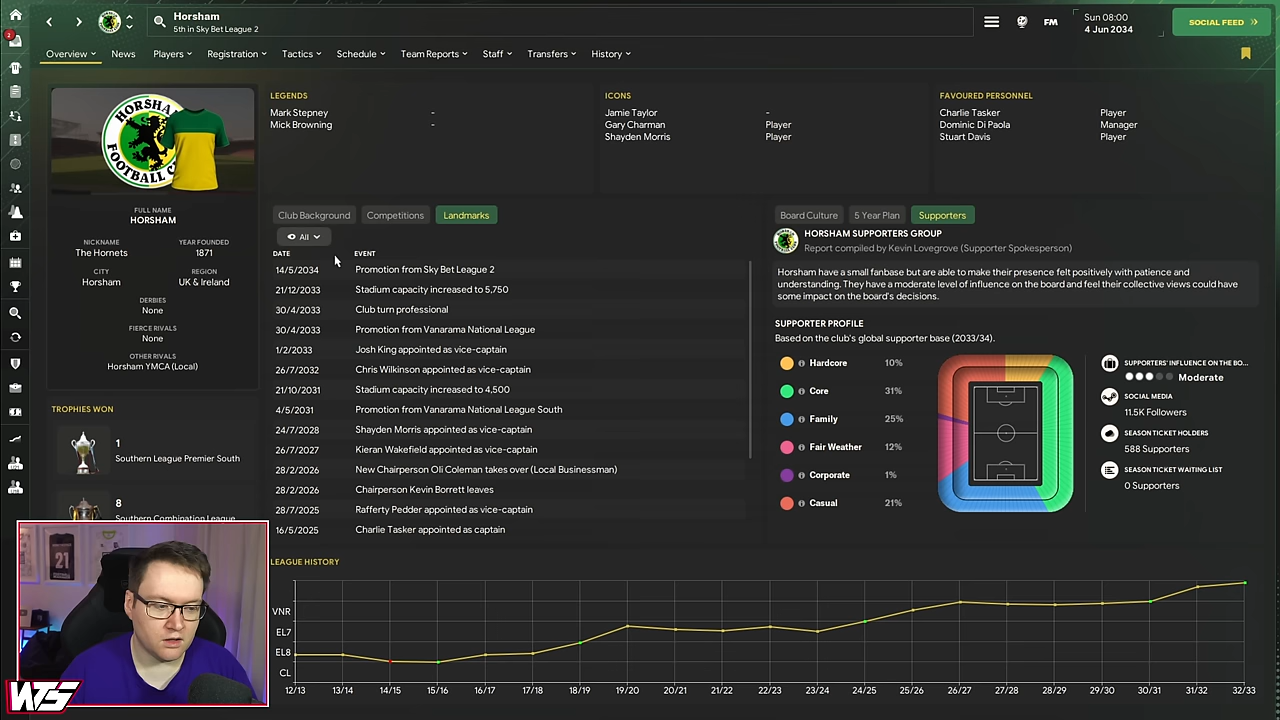 Horsham
5th in Sky Bet League 2
FM
Sun 08:00
4 Jun 2034
SOCIAL FEED
2
Overview
News
Players
Registration
Tactics
Schedule
Team Reports
Staff
Transfers
History
HORSHAM
FOOTBALL C
FULL NAME
HORSHAM
NICKNAME
The Hornets
YEAR FOUNDED
1871
CITY
Horsham
REGION
UK & Ireland
DERBIES
None
FIERCE RIVALS
None
OTHER RIVALS
Horsham YMCA (Local)
TROPHIES WON
1
Southern League Premier South
8
Southern Combination League
LEGENDS
Mark Stepney -
Mick Browning -
ICONS
Jamie Taylor -
Gary Charman Player
Shayden Morris Player
FAVOURED PERSONNEL
Charlie Tasker Player
Dominic Di Paola Manager
Stuart Davis Player
Club Background
Competitions
Landmarks
All
DATE EVENT
14/5/2034 Promotion from Sky Bet League 2
21/12/2033 Stadium capacity increased to 5,750
30/4/2033 Club turn professional
30/4/2033 Promotion from Vanarama National League
1/2/2033 Josh King appointed as vice-captain
26/7/2032 Chris Wilkinson appointed as vice-captain
21/10/2031 Stadium capacity increased to 4,500
4/5/2031 Promotion from Vanarama National League South
24/7/2028 Shayden Morris appointed as vice-captain
26/7/2027 Kieran Wakefield appointed as vice-captain
28/2/2026 New Chairperson Oli Coleman takes over (Local Businessman)
28/2/2026 Chairperson Kevin Borrett leaves
28/7/2025 Rafferty Pedder appointed as vice-captain
16/5/2025 Charlie Tasker appointed as captain
Board Culture
5 Year Plan
Supporters
HORSHAM SUPPORTERS GROUP
Report compiled by Kevin Lovegrove (Supporter Spokesperson)
Horsham have a small fanbase but are able to make their presence felt positively with patience and
understanding. They have a moderate level of influence on the board and feel their collective views could have
some impact on the board's decisions.
SUPPORTER PROFILE
Based on the club's global supporter base (2033/34).
Hardcore 10%
Core 31%
Family 25%
Fair Weather 12%
Corporate 1%
Casual 21%
SUPPORTERS' INFLUENCE ON THE BO...
Moderate
SOCIAL MEDIA
11.5K Followers
SEASON TICKET HOLDERS
588 Supporters
SEASON TICKET WAITING LIST
0 Supporters
LEAGUE HISTORY
VNR
EL7
EL8
CL
12/13 13/14 14/15 15/16 16/17 17/18 18/19 19/20 20/21 21/22 22/23 23/24 24/25 25/26 26/27 27/28 28/29 29/30 30/31 31/32 32/33
21
WTS